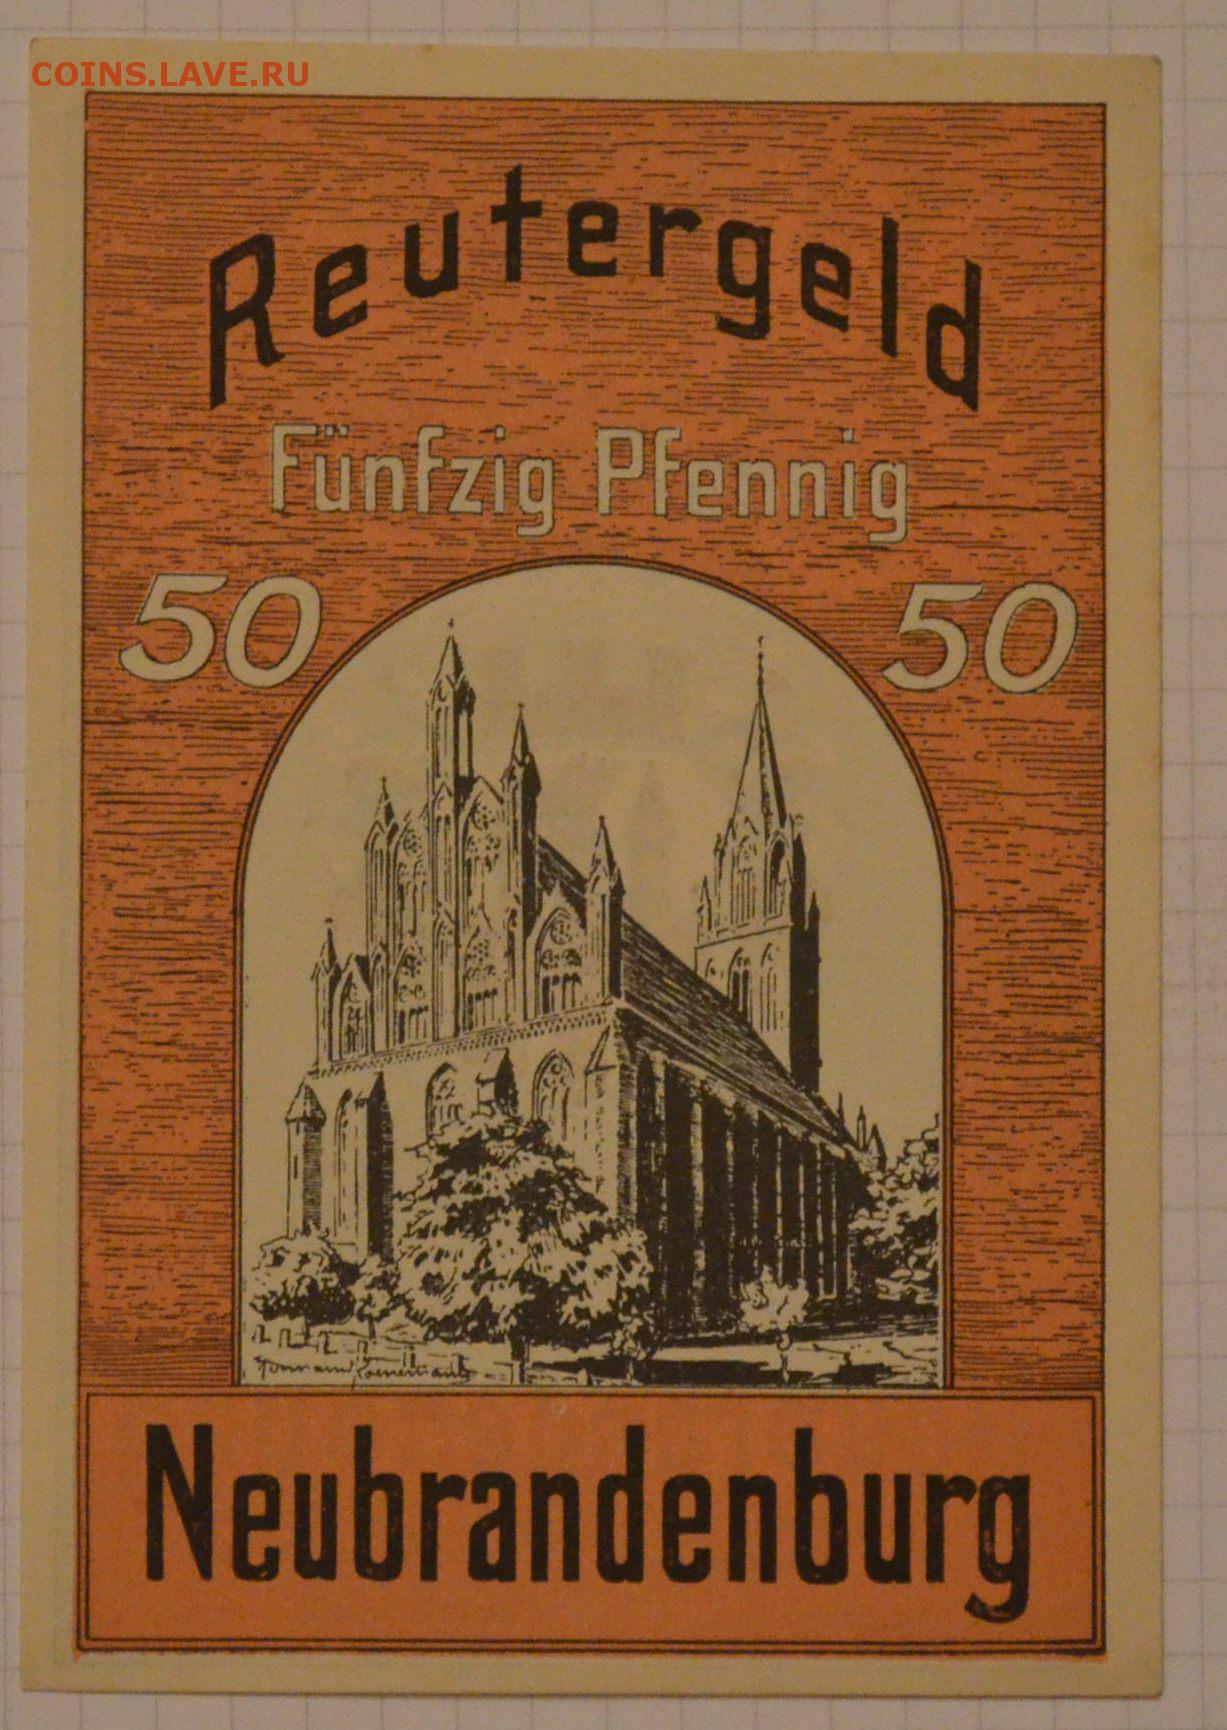 COINS.LAVE.RU
Reutergeld
Fünfzig Pfennig
50 50
Neubrandenburg